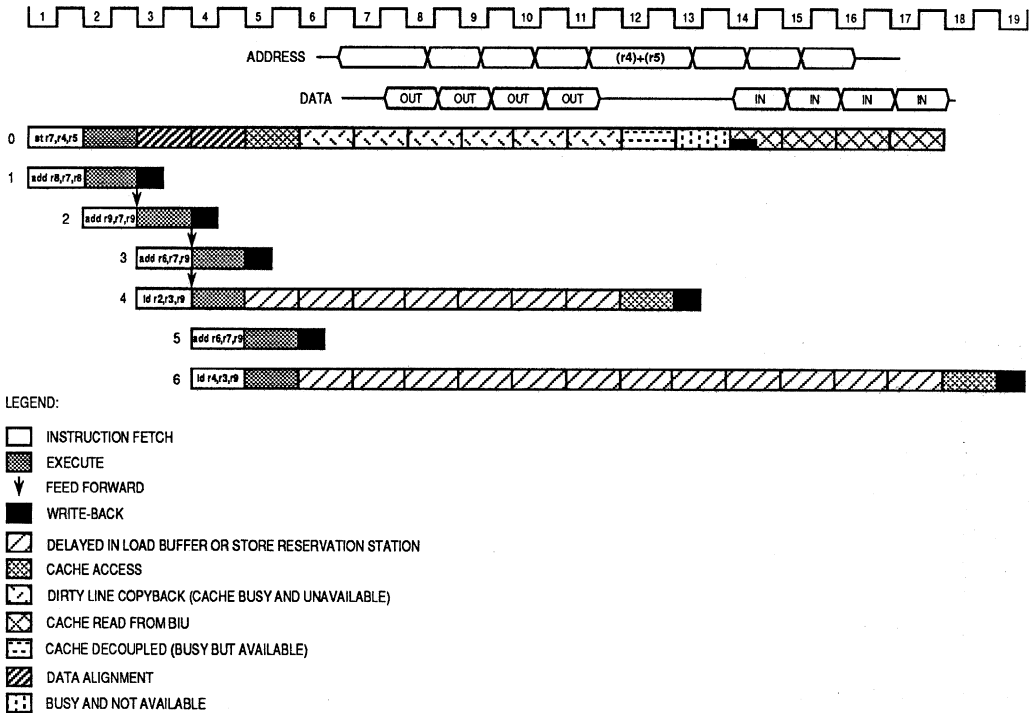 1 2 3 4 5 6 7 8 9 10 11 12 13 14 15 16 17 18 19
ADDRESS (r4)+(r5)
DATA OUT OUT OUT OUT IN IN IN IN
0 st r7,r4,r5
1 add r8,r7,r8
2 add r9,r7,r9
3 add r6,r7,r9
4 ld r2,r3,r9
5 add r6,r7,r9
6 ld r4,r3,r9
LEGEND:
INSTRUCTION FETCH
EXECUTE
FEED FORWARD
WRITE-BACK
DELAYED IN LOAD BUFFER OR STORE RESERVATION STATION
CACHE ACCESS
DIRTY LINE COPYBACK (CACHE BUSY AND UNAVAILABLE)
CACHE READ FROM BIU
CACHE DECOUPLED (BUSY BUT AVAILABLE)
DATA ALIGNMENT
BUSY AND NOT AVAILABLE